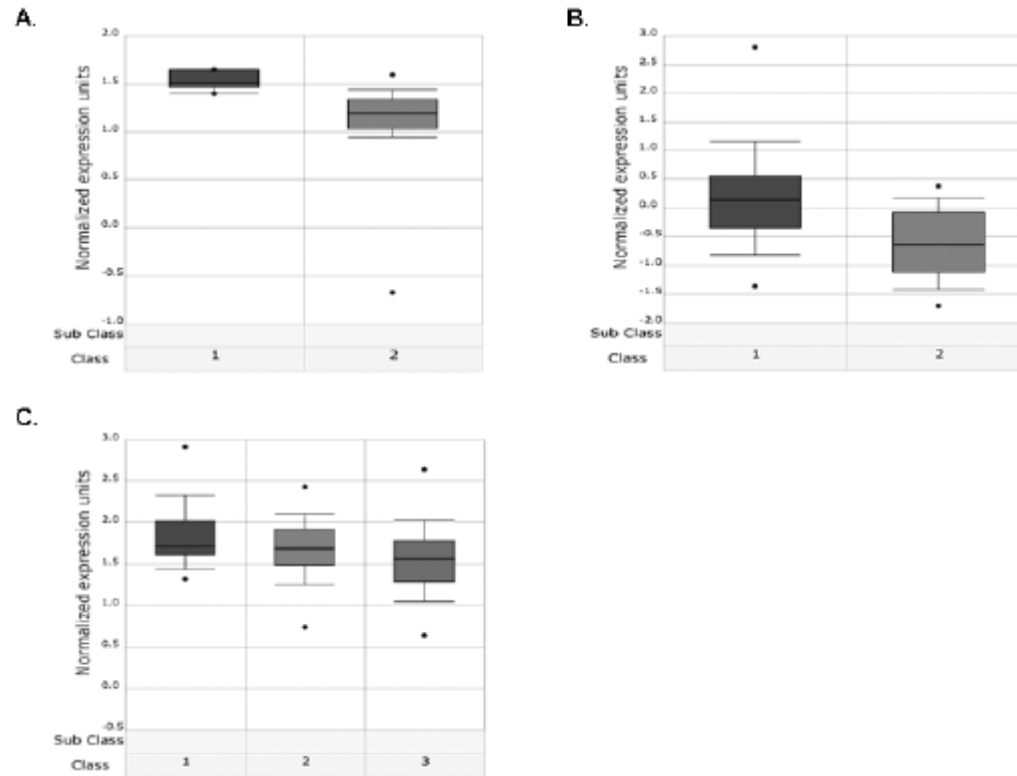 A.
Normalized expression units
2.0
1.5
1.0
0.5
0.0
-0.5
-1.0
Sub Class
Class 1 2
B.
Normalized expression units
3.0
2.5
2.0
1.5
1.0
0.5
0.0
-0.5
-1.0
-1.5
-2.0
Sub Class
Class 1 2
C.
Normalized expression units
3.0
2.5
2.0
1.5
1.0
0.5
0.0
-0.5
Sub Class
Class 1 2 3